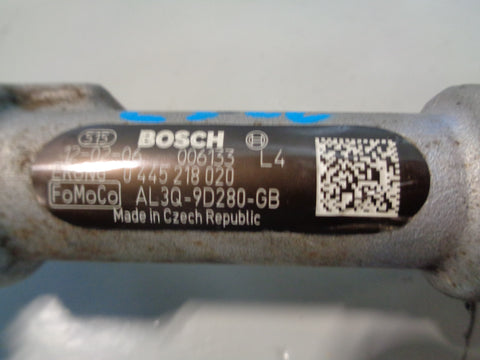 BOSCH
006133 L4
0 445 218 020
FoMoCo AL3Q-9D280-GB
Made in Czech Republic